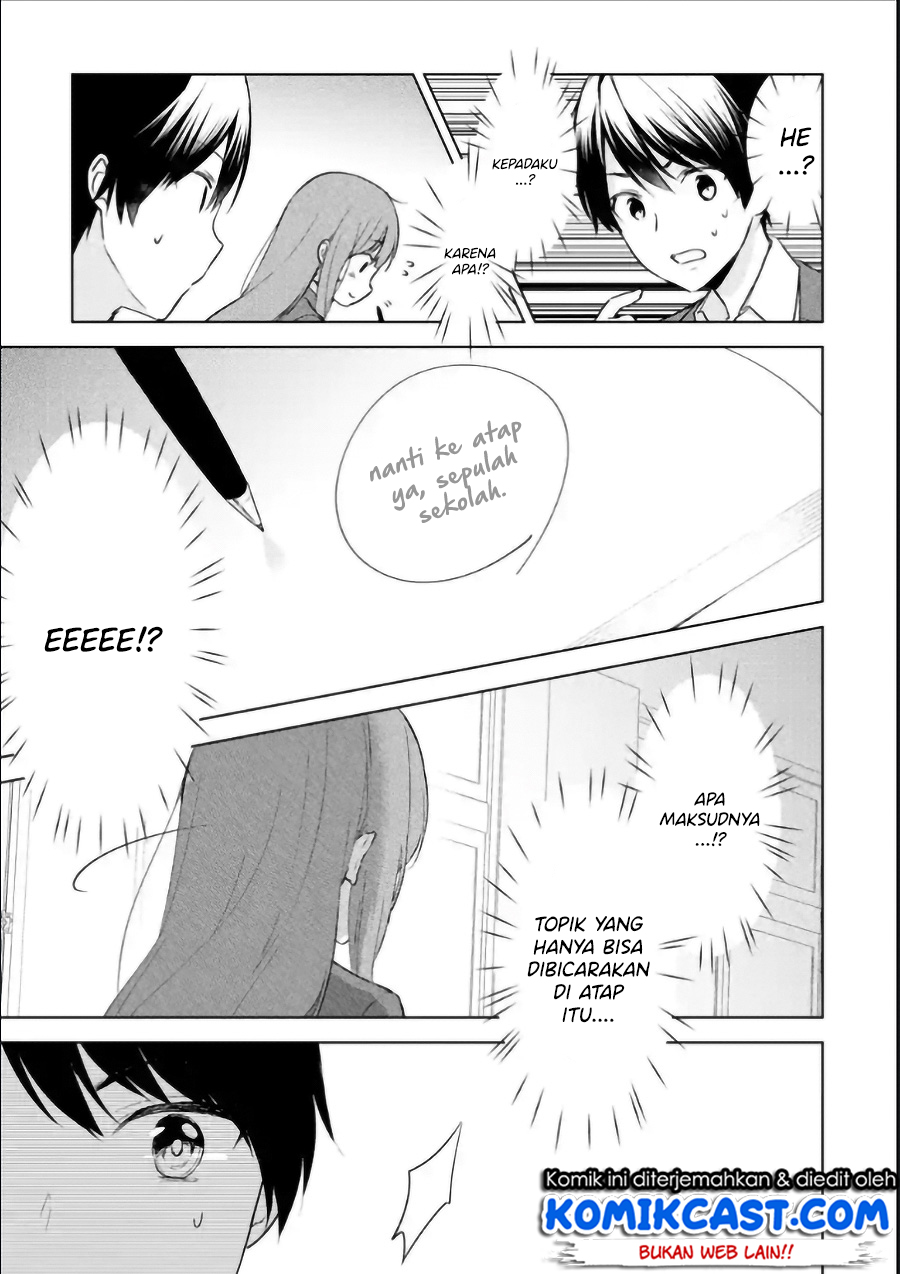 HE
...?
KEPADAKU
...?
KARENA
APA!?
nanti ke atap
ya, sepulah
sekolah.
EEEEE!?
APA
MAKSUDNYA
...!?
TOPIK YANG
HANYA BISA
DIBICARAKAN
DI ATAP
ITU....
Komik ini diterjemahkan & diedit oleh
KOMIKCAST.COM
BUKAN WEB LAIN!!